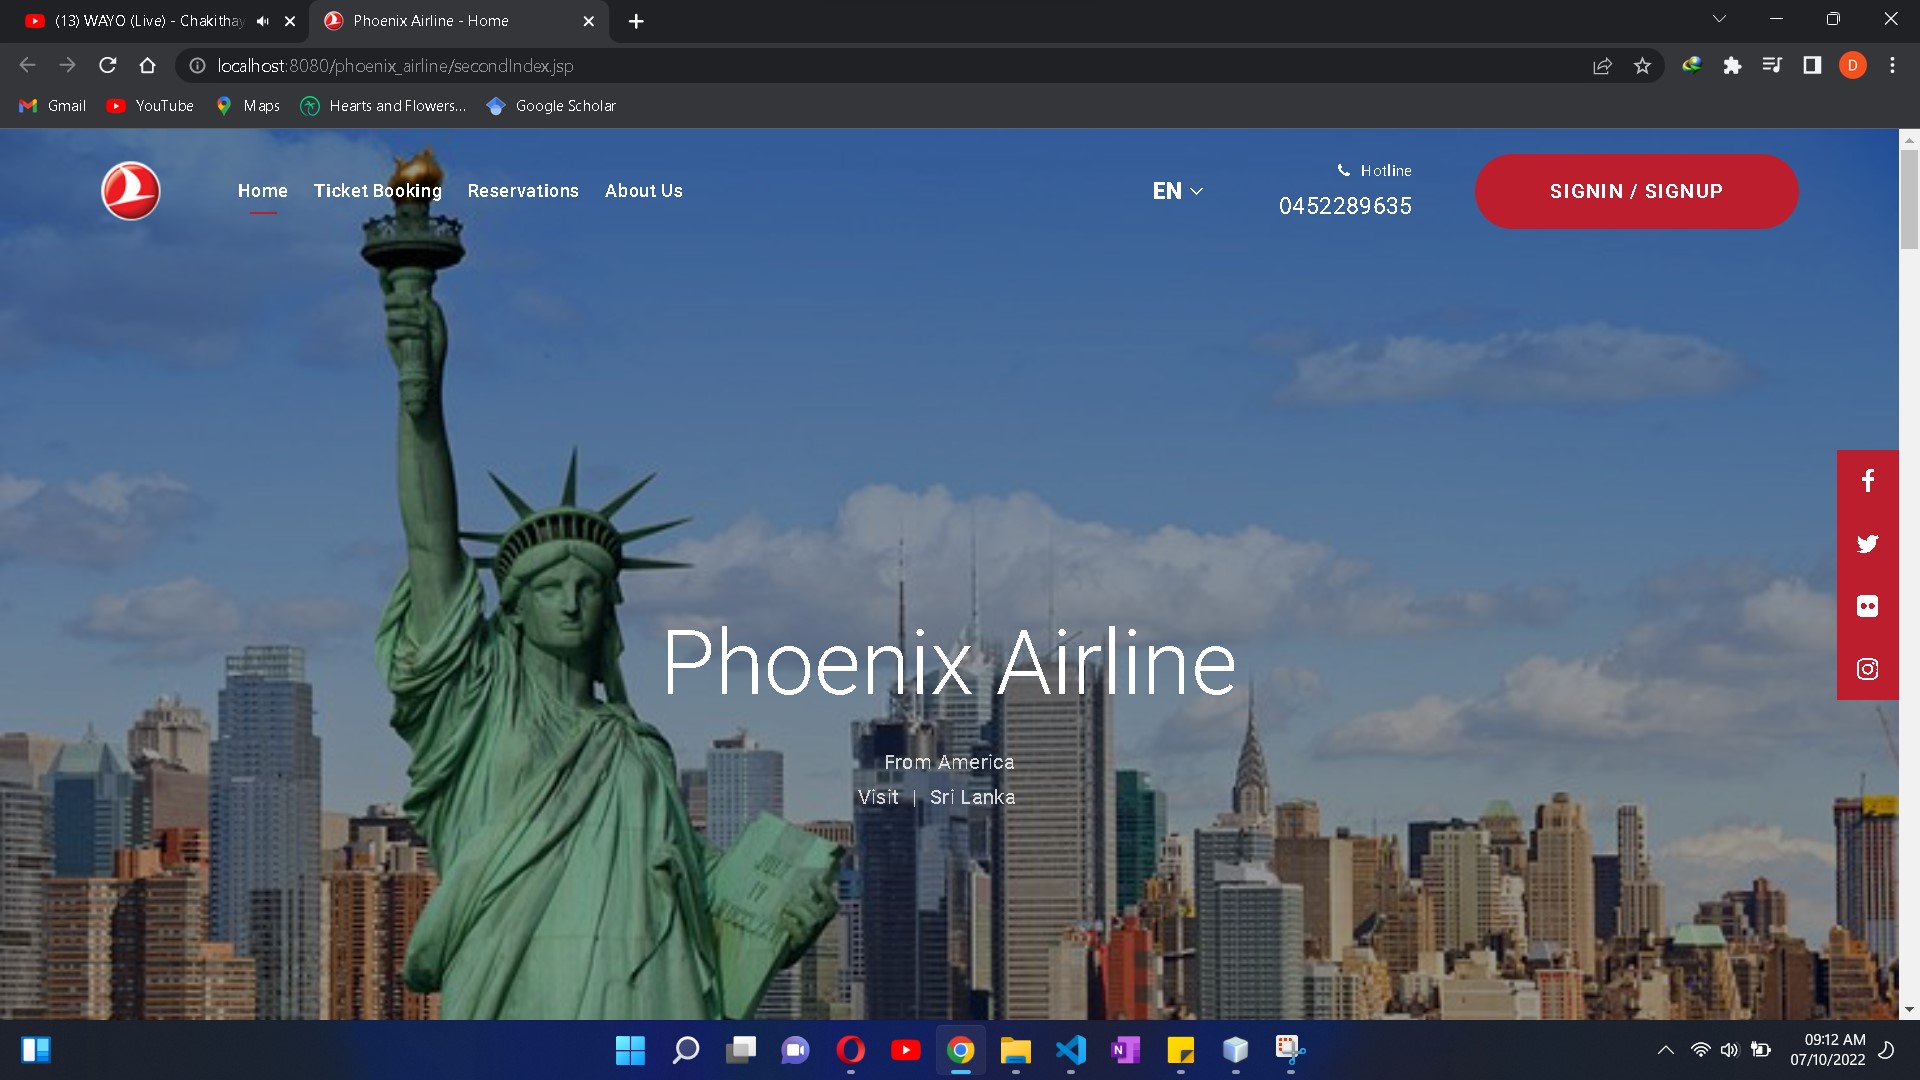 (13) WAYO (Live) - Chakithay
Phoenix Airline - Home
localhost:8080/phoenix_airline/secondIndex.jsp
D
Gmail
YouTube
Maps
Hearts and Flowers...
Google Scholar
Home
Ticket Booking
Reservations
About Us
EN
Hotline
0452289635
SIGNIN / SIGNUP
Phoenix Airline
From America
Visit | Sri Lanka
JULY
N
09:12 AM
07/10/2022